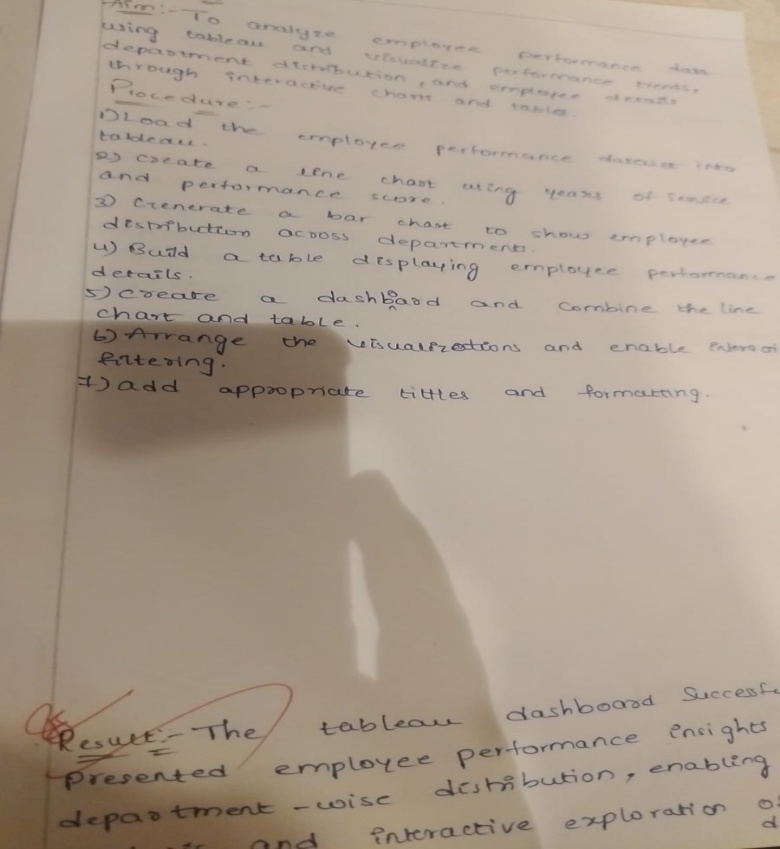 Aim:- To analyze employee performance data
using tableau and visualize performance trends,
department distribution, and employee details
through interactive charts and tables.
Procedure:-
1) Load the employee performance dataset into
tableau.
2) create a line chart using years of service
and performance score.
3) Generate a bar chart to show employee
distribution across departments.
4) Build a table displaying employee performance
details.
5) create a dashboard and combine the line
chart and table.
6) Arrange the visualizations and enable
filtering.
7) add appropriate tittles and formatting.
Result:- The tableau dashboard
presented employee performance insights
department-wise distribution, enabling
and interactive exploration